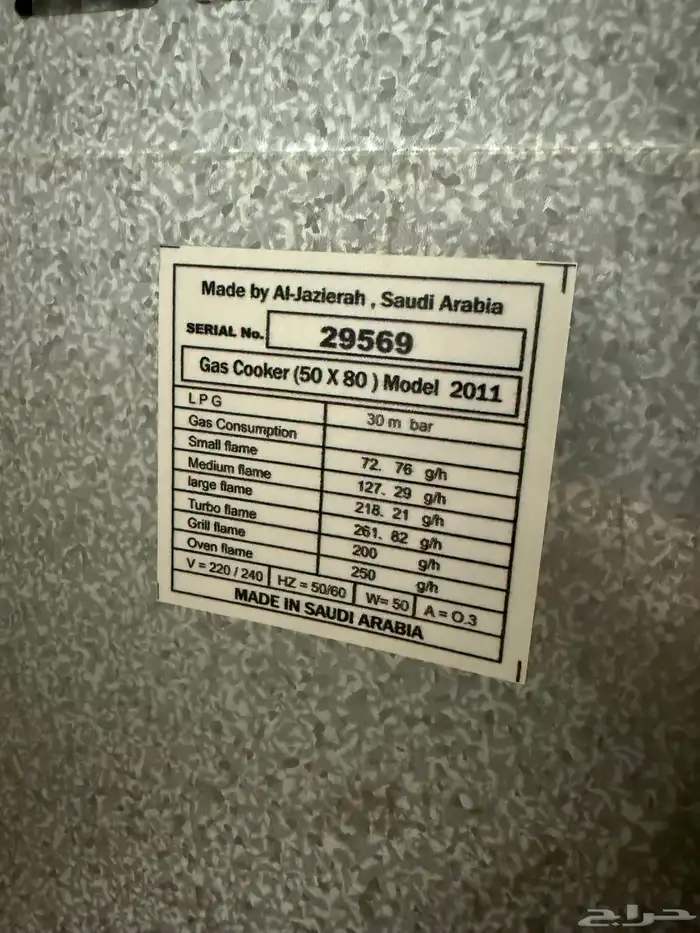 Made by Al-Jazierah , Saudi Arabia
SERIAL No. 29569
Gas Cooker (50 X 80 ) Model 2011
L P G 30 m bar
Gas Consumption
Small flame 72. 76 g/h
Medium flame 127. 29 g/h
large flame 218. 21 g/h
Turbo flame 261. 82 g/h
Grill flame 200 g/h
Oven flame 250 g/h
V = 220 / 240 HZ = 50/60 W= 50 A = O.3
MADE IN SAUDI ARABIA
حراج